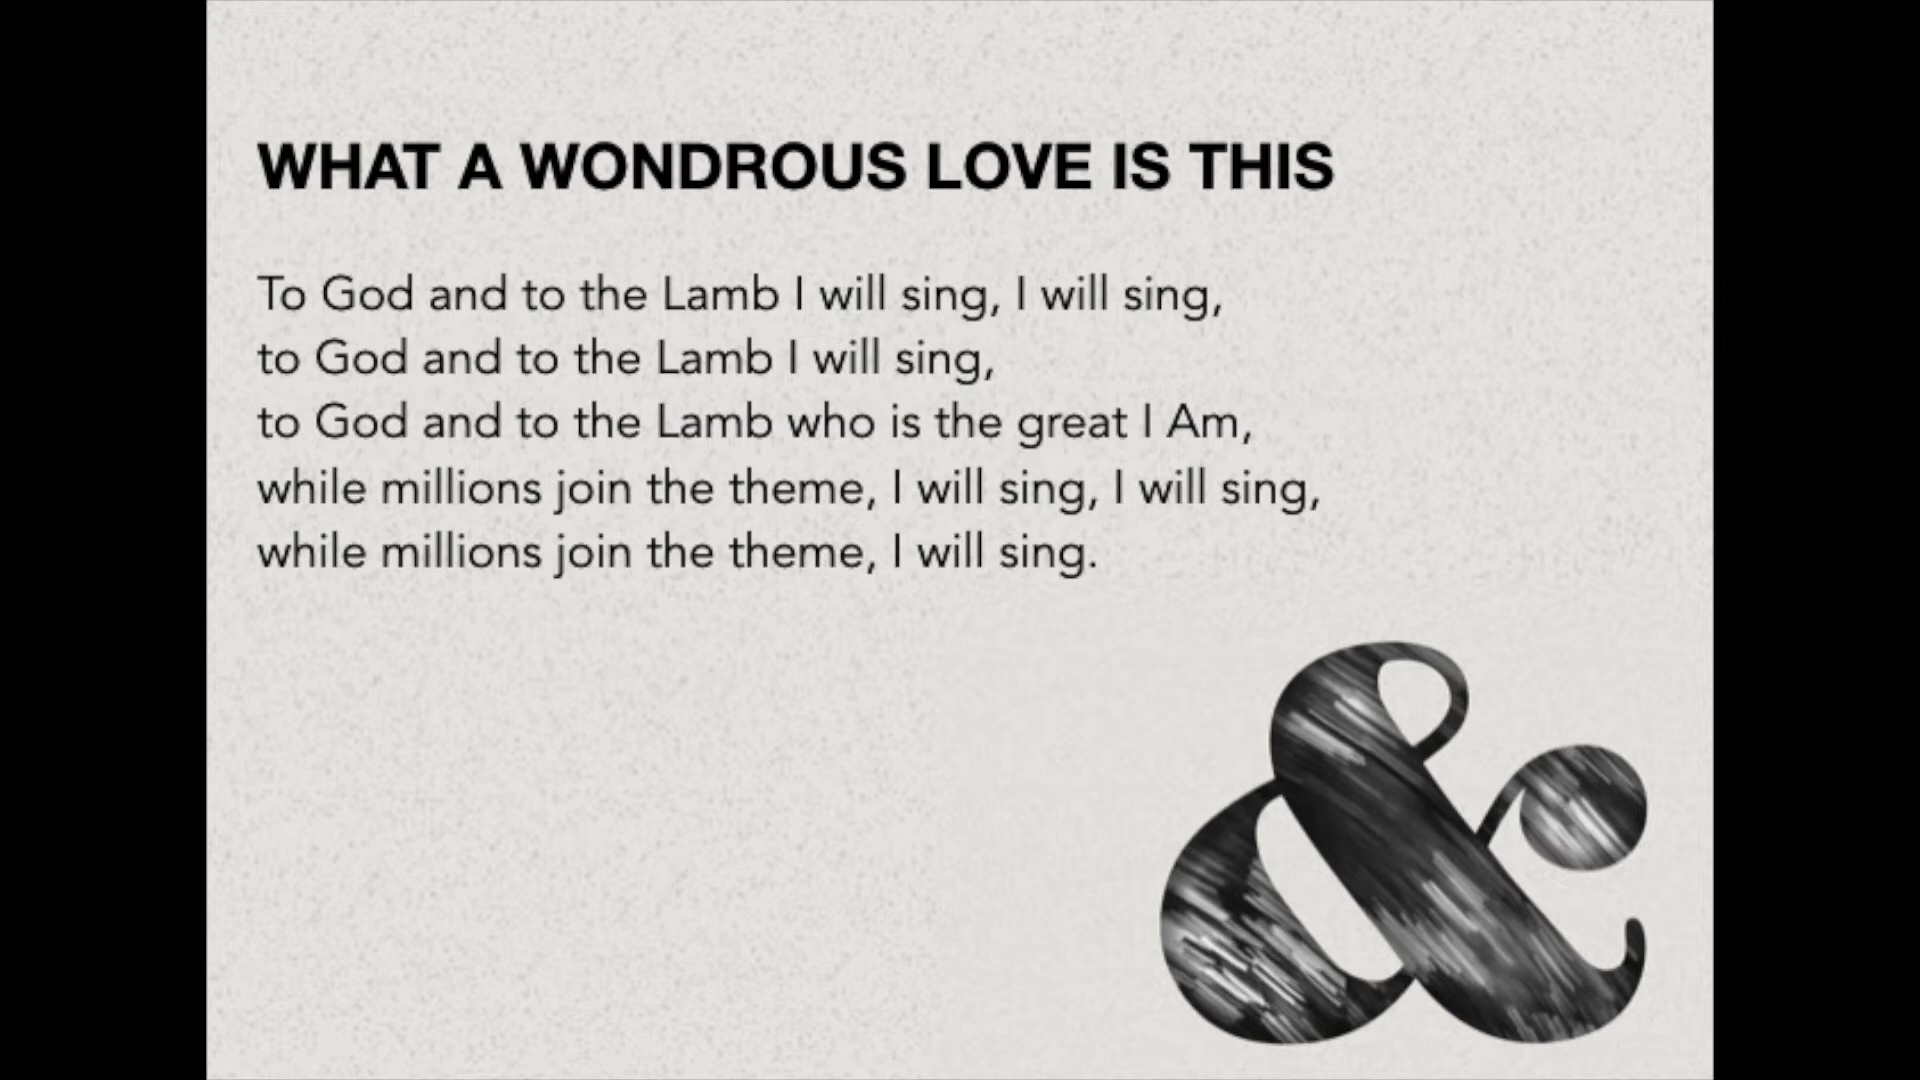 WHAT A WONDROUS LOVE IS THIS
To God and to the Lamb I will sing, I will sing,
to God and to the Lamb I will sing,
to God and to the Lamb who is the great I Am,
while millions join the theme, I will sing, I will sing,
while millions join the theme, I will sing.
&